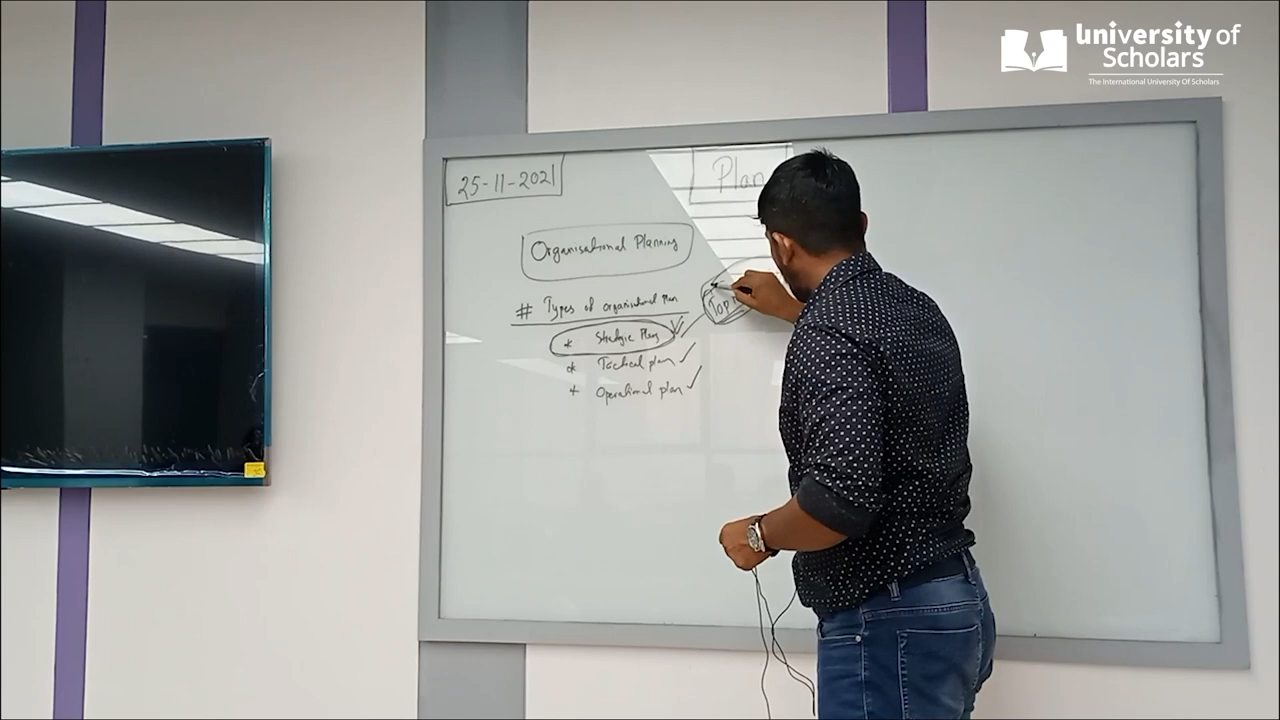 University of
Scholars
The International University Of Scholars
25-11-2021
Plan
Organisational Planning
# Types of organisational plan
* Strategic Plan
* Tactical plan
* Operational plan
Top